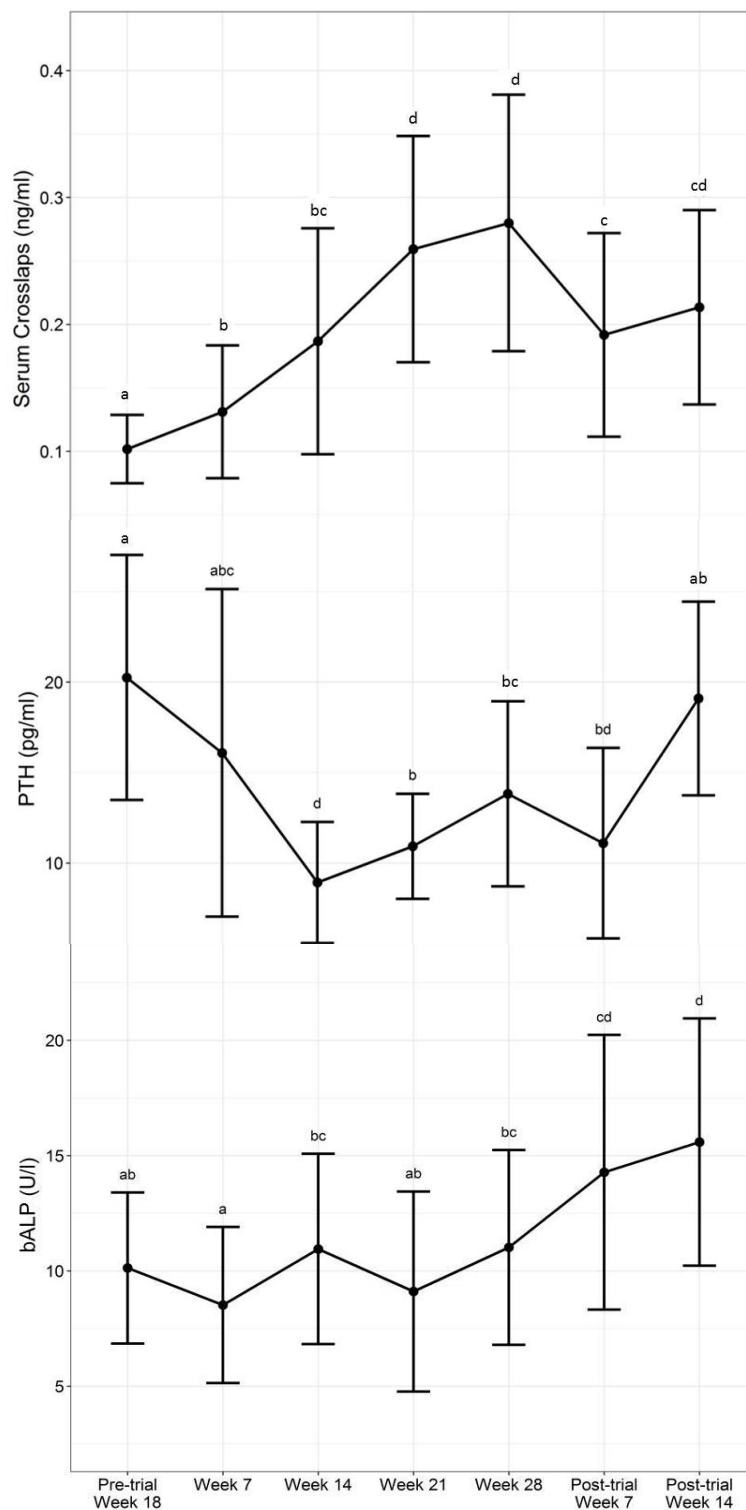 d
d
0.4
bc
cd
c
0.3
b
a
0.2
0.1
Serum Crosslaps (ng/ml)
a
abc
ab
bc
20
bd
b
d
10
PTH (pg/ml)
cd
d
20
bc
bc
ab
ab
a
15
10
5
bALP (U/l)
Pre-trial
Week 18
Week 7
Week 14
Week 21
Week 28
Post-trial
Week 7
Post-trial
Week 14